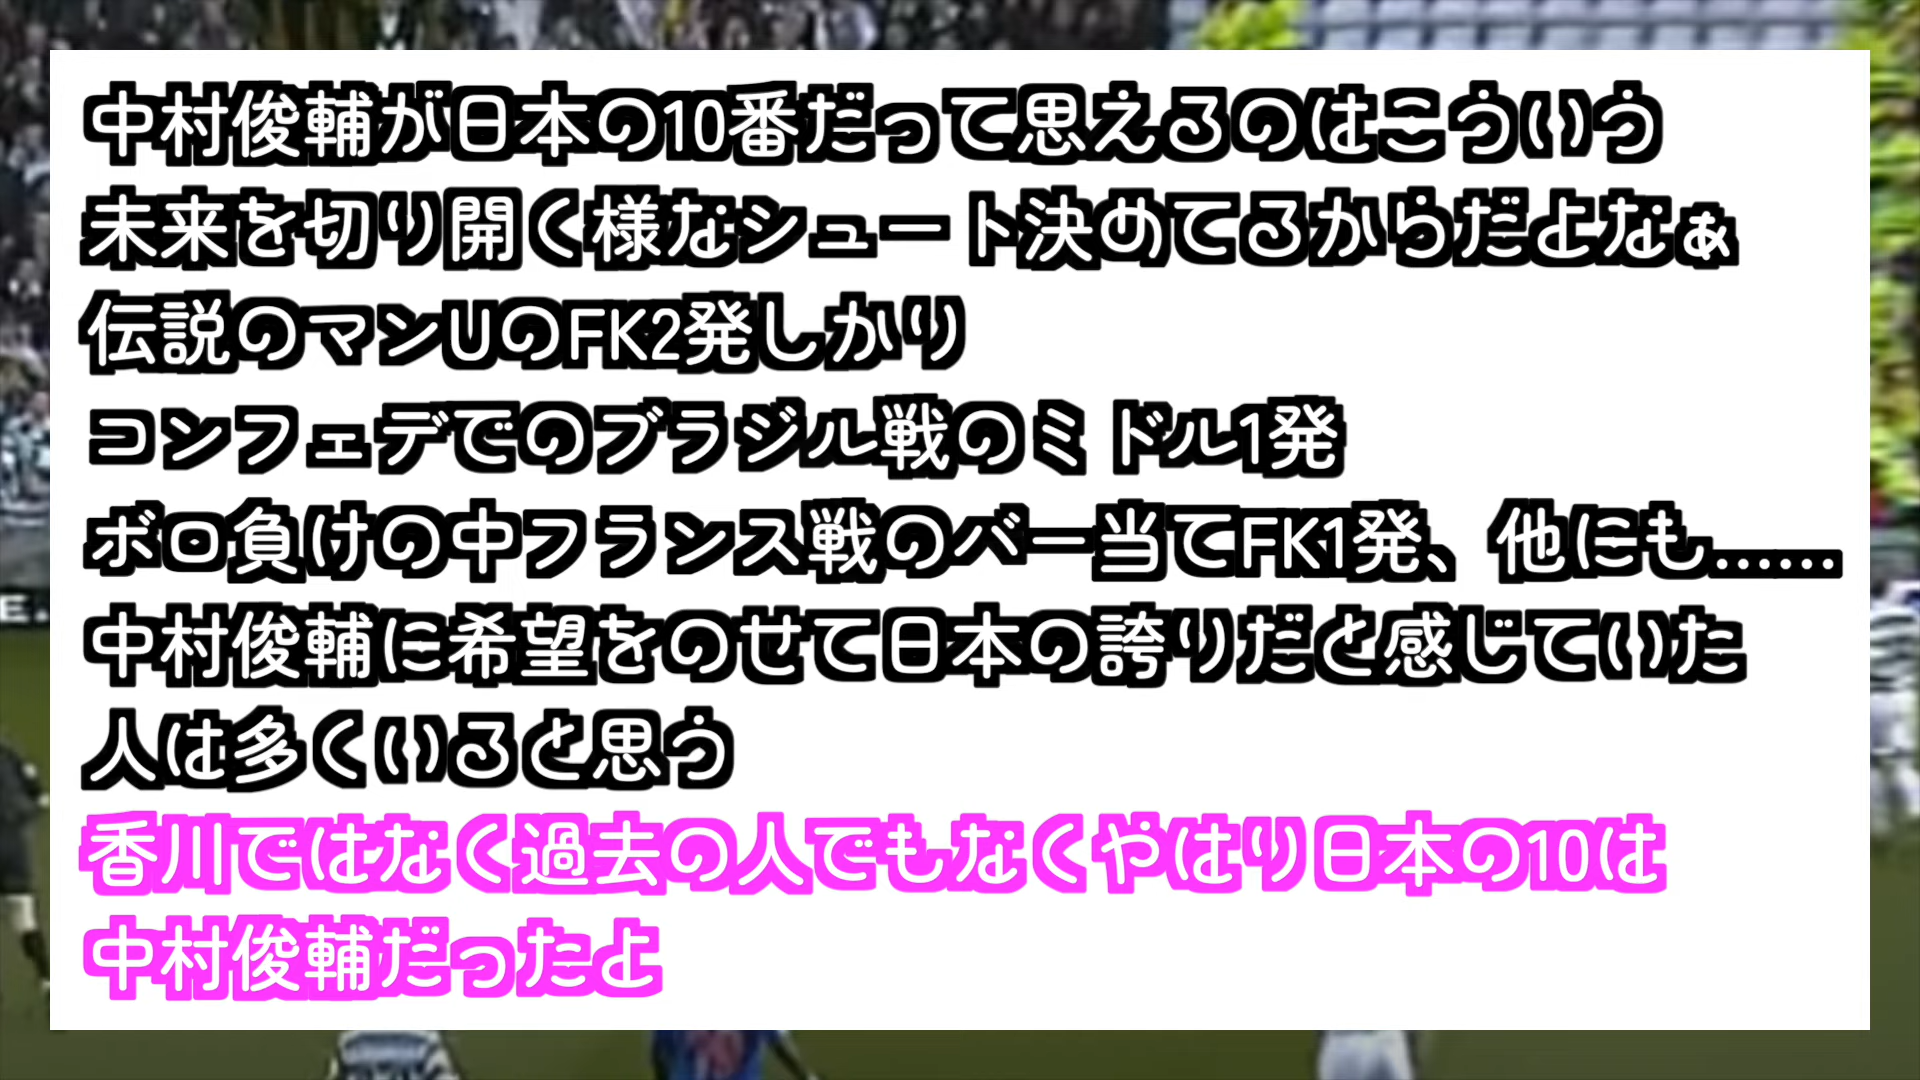 中村俊輔が日本の10番だって思えるのはこういう
未来を切り開く様なシュート決めてるからだよなぁ
伝説のマンUのFK2発しかり
コンフェデでのブラジル戦のミドル1発
ボロ負けの中フランス戦のバー当てFK1発、他にも……
中村俊輔に希望をのせて日本の誇りだと感じていた
人は多くいると思う
香川ではなく過去の人でもなくやはり日本の10は
中村俊輔だったよ
E.